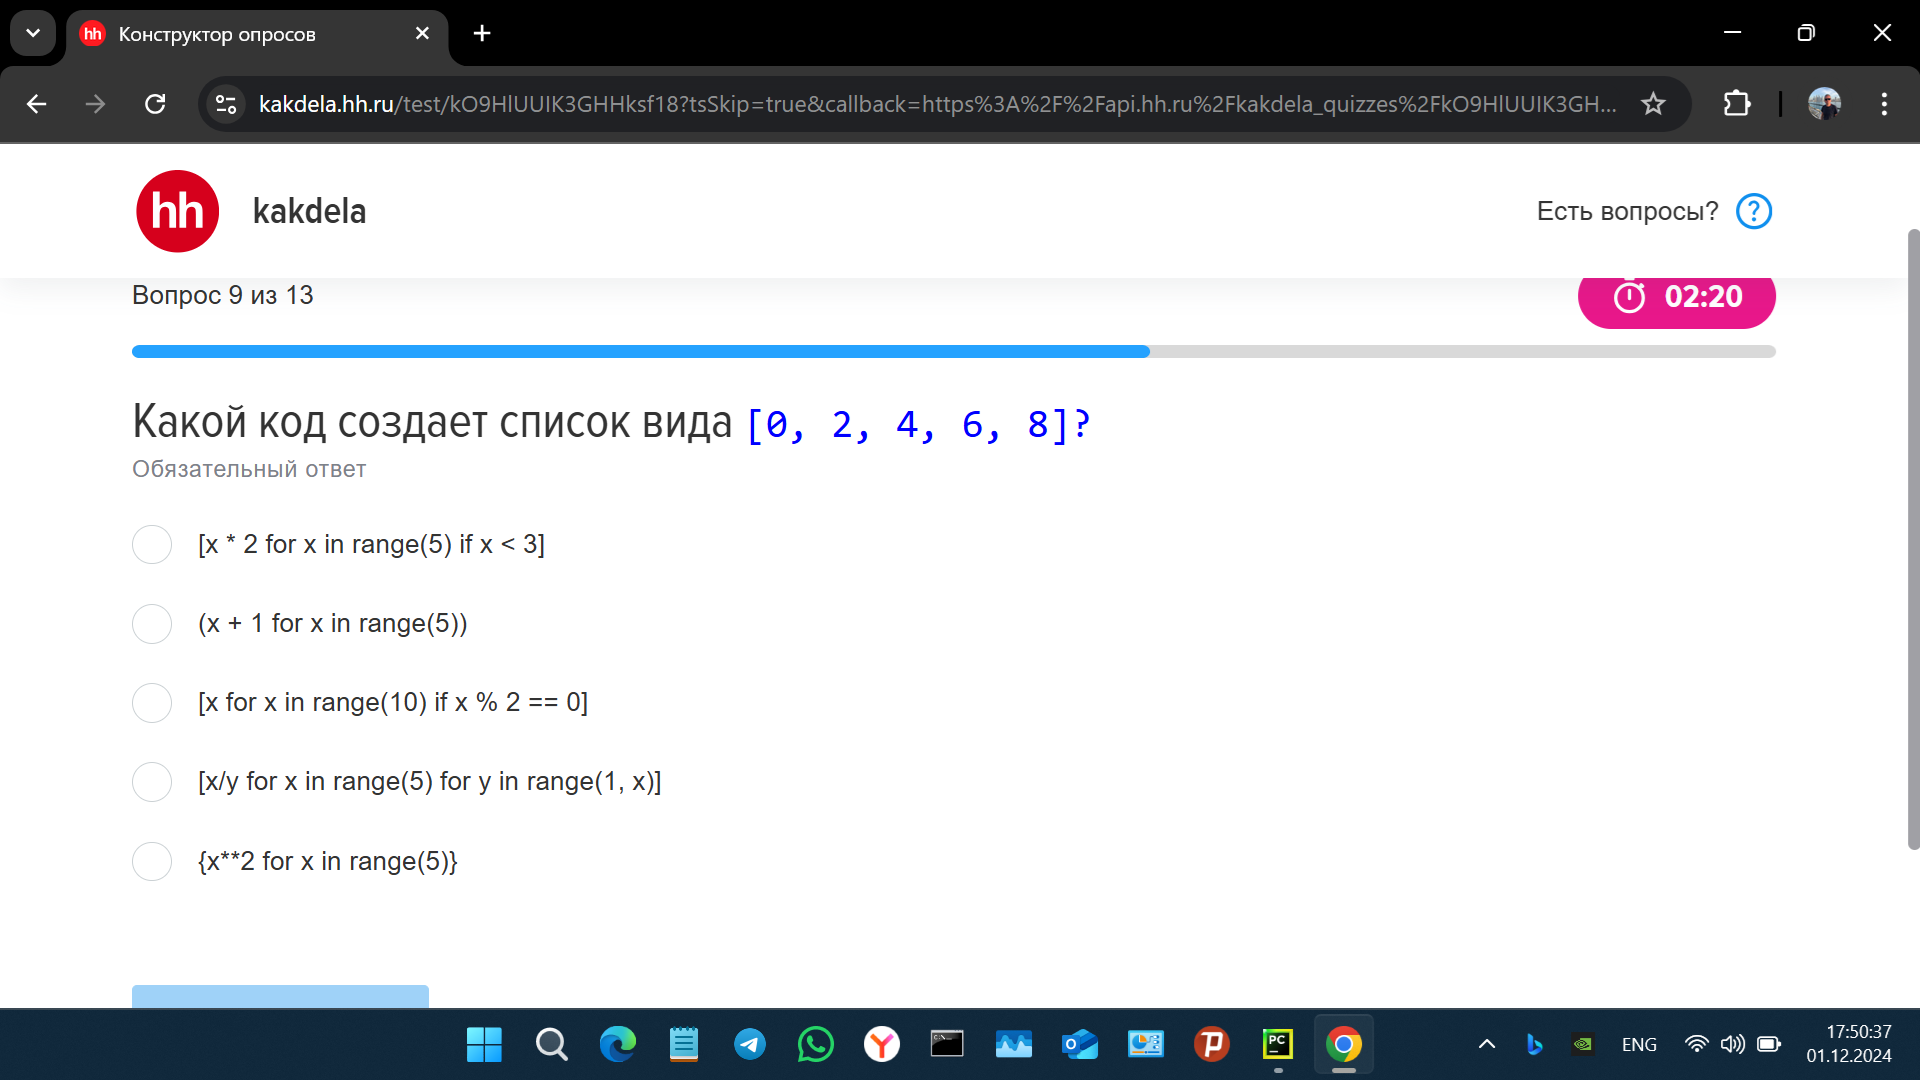 hh Конструктор опросов
kakdela.hh.ru/test/kO9HlUUIK3GHHksf18?tsSkip=true&callback=https%3A%2F%2Fapi.hh.ru%2Fkakdela_quizzes%2FkO9HlUUIK3GH...
hh kakdela
Есть вопросы? ?
Вопрос 9 из 13
02:20
Какой код создает список вида [0, 2, 4, 6, 8]?
Обязательный ответ
[x * 2 for x in range(5) if x < 3]
(x + 1 for x in range(5))
[x for x in range(10) if x % 2 == 0]
[x/y for x in range(5) for y in range(1, x)]
{x**2 for x in range(5)}
PC
ENG
17:50:37
01.12.2024